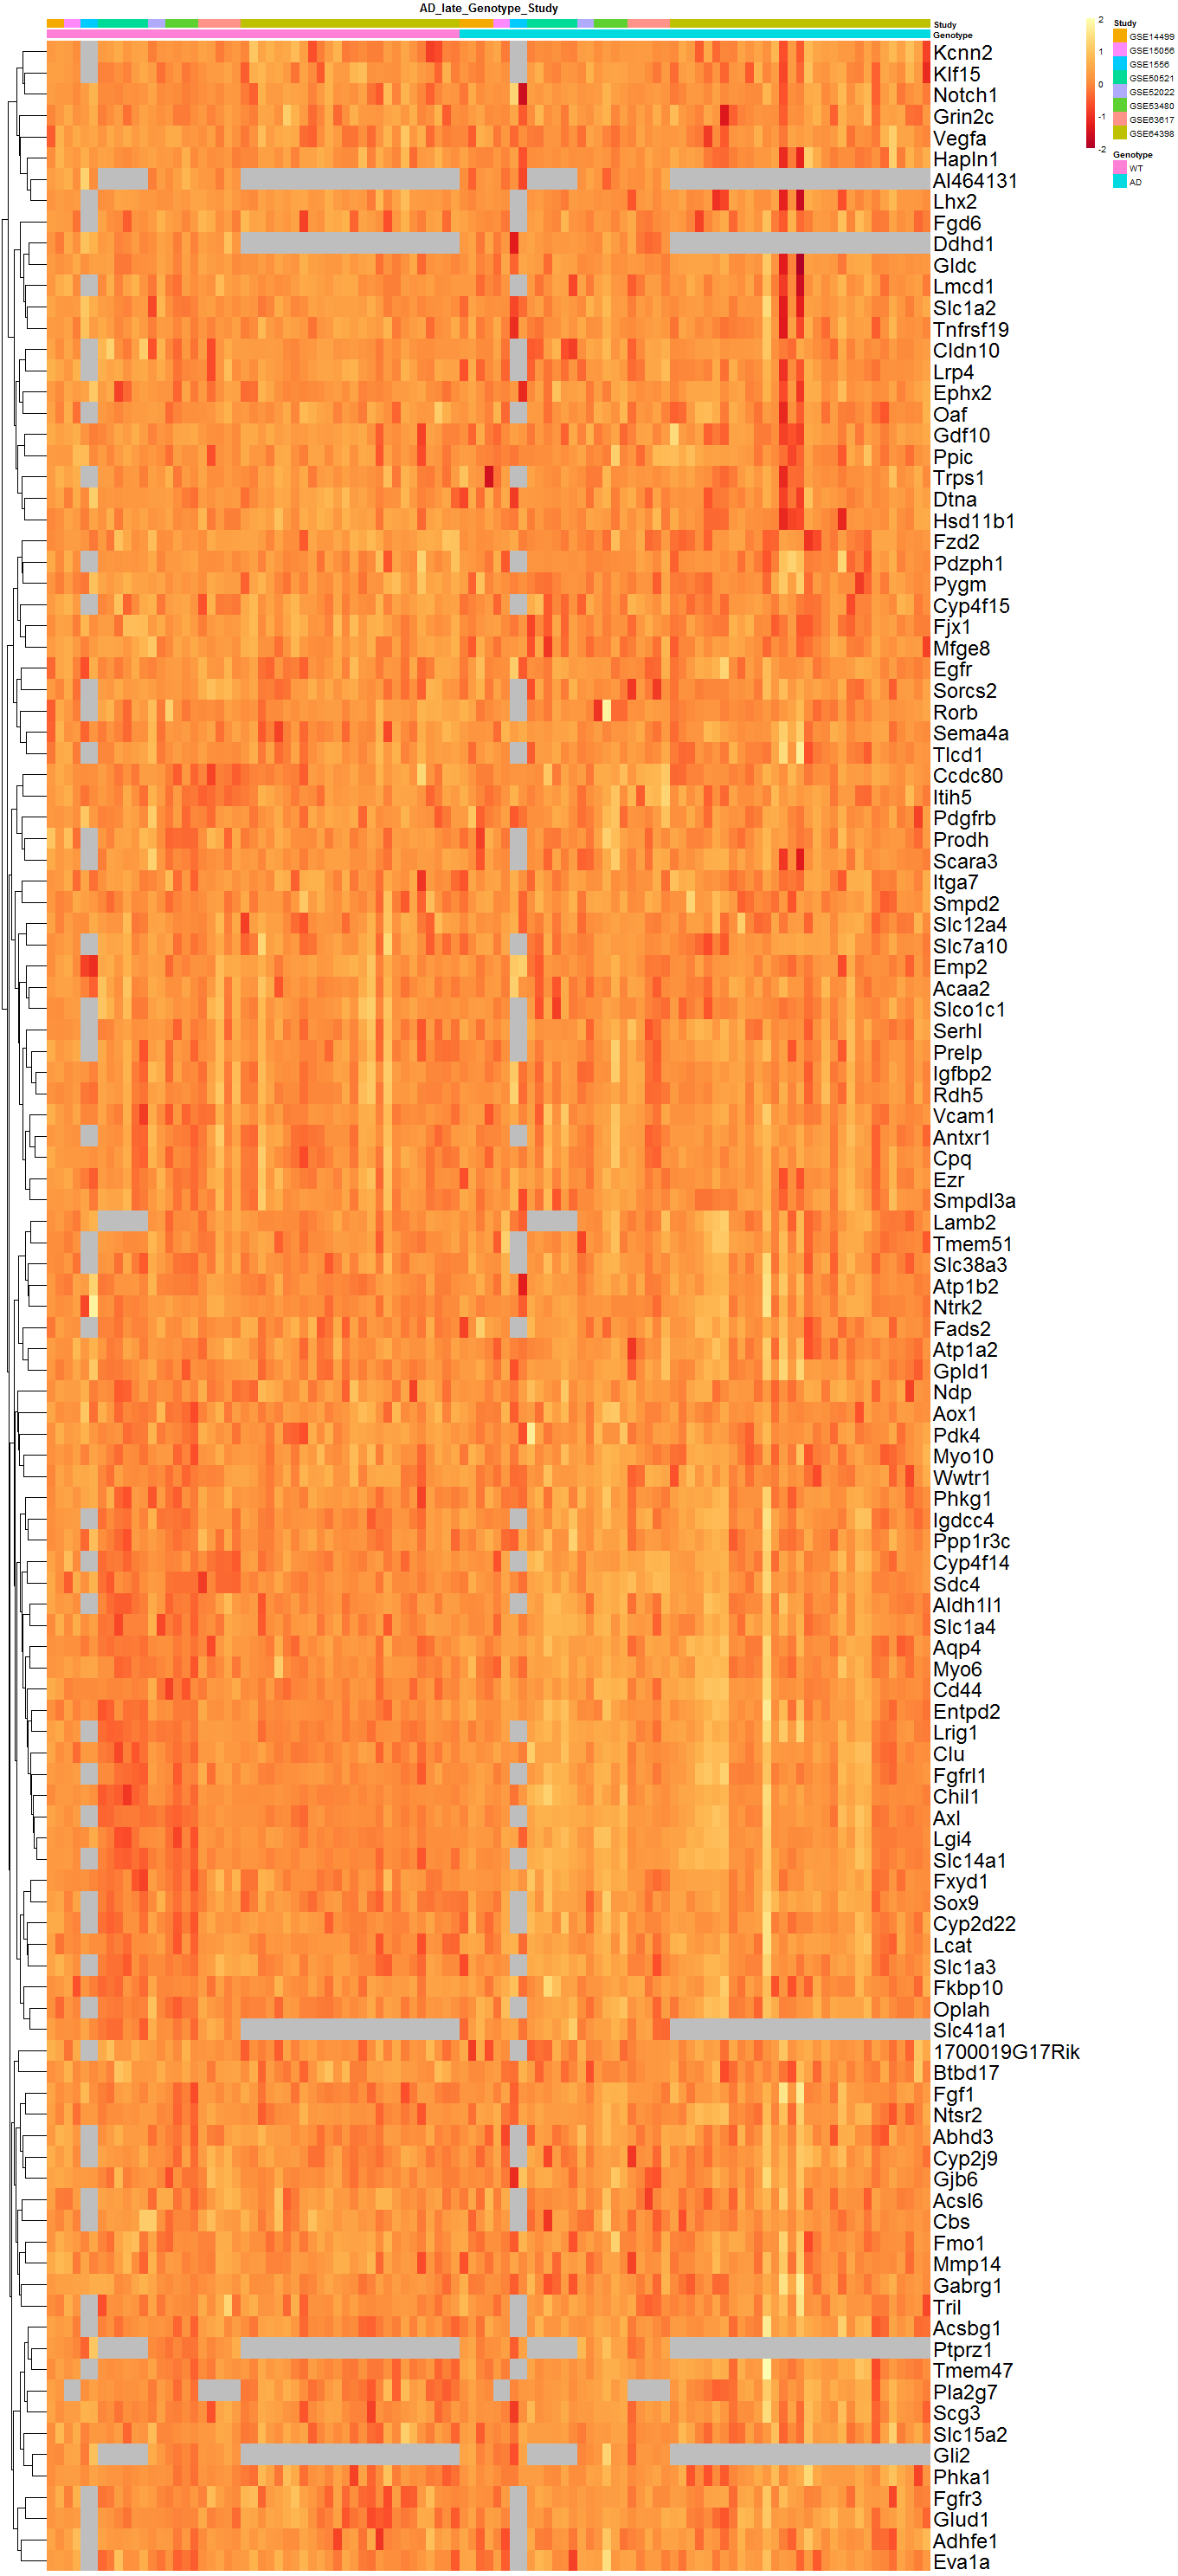 AD_late_Genotype_Study
Study
Genotype
2
1
0
-1
-2
Study
GSE14499
GSE15056
GSE1556
GSE50521
GSE52022
GSE53480
GSE63617
GSE64398
Genotype
WT
AD
Kcnn2
Klf15
Notch1
Grin2c
Vegfa
Hapln1
AI464131
Lhx2
Fgd6
Ddhd1
Gldc
Lmcd1
Slc1a2
Tnfrsf19
Cldn10
Lrp4
Ephx2
Oaf
Gdf10
Ppic
Trps1
Dtna
Hsd11b1
Fzd2
Pdzph1
Pygm
Cyp4f15
Fjx1
Mfge8
Egfr
Sorcs2
Rorb
Sema4a
Tlcd1
Ccdc80
Itih5
Pdgfrb
Prodh
Scara3
Itga7
Smpd2
Slc12a4
Slc7a10
Emp2
Acaa2
Slco1c1
Serhl
Prelp
Igfbp2
Rdh5
Vcam1
Antxr1
Cpq
Ezr
Smpdl3a
Lamb2
Tmem51
Slc38a3
Atp1b2
Ntrk2
Fads2
Atp1a2
Gpld1
Ndp
Aox1
Pdk4
Myo10
Wwtr1
Phkg1
Igdcc4
Ppp1r3c
Cyp4f14
Sdc4
Aldh1l1
Slc1a4
Aqp4
Myo6
Cd44
Entpd2
Lrig1
Clu
Fgfrl1
Chil1
Axl
Lgi4
Slc14a1
Fxyd1
Sox9
Cyp2d22
Lcat
Slc1a3
Fkbp10
Oplah
Slc41a1
1700019G17Rik
Btbd17
Fgf1
Ntsr2
Abhd3
Cyp2j9
Gjb6
Acsl6
Cbs
Fmo1
Mmp14
Gabrg1
Tril
Acsbg1
Ptprz1
Tmem47
Pla2g7
Scg3
Slc15a2
Gli2
Phka1
Fgfr3
Glud1
Adhfe1
Eva1a